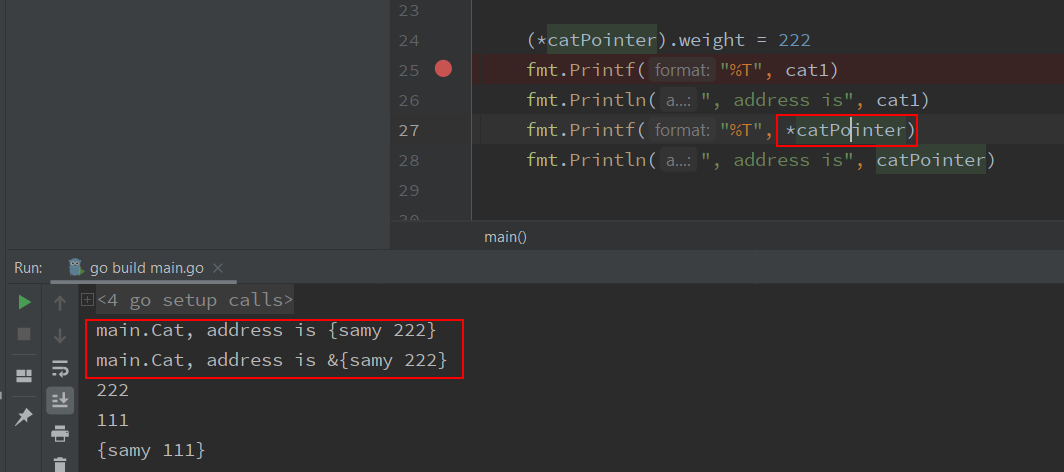 23
24 (*catPointer).weight = 222
25 fmt.Printf( format: "%T", cat1)
26 fmt.Println( a...: ", address is", cat1)
27 fmt.Printf( format: "%T", *catPointer)
28 fmt.Println( a...: ", address is", catPointer)
29
main()
Run: go build main.go ×
<4 go setup calls>
main.Cat, address is {samy 222}
main.Cat, address is &{samy 222}
222
111
{samy 111}